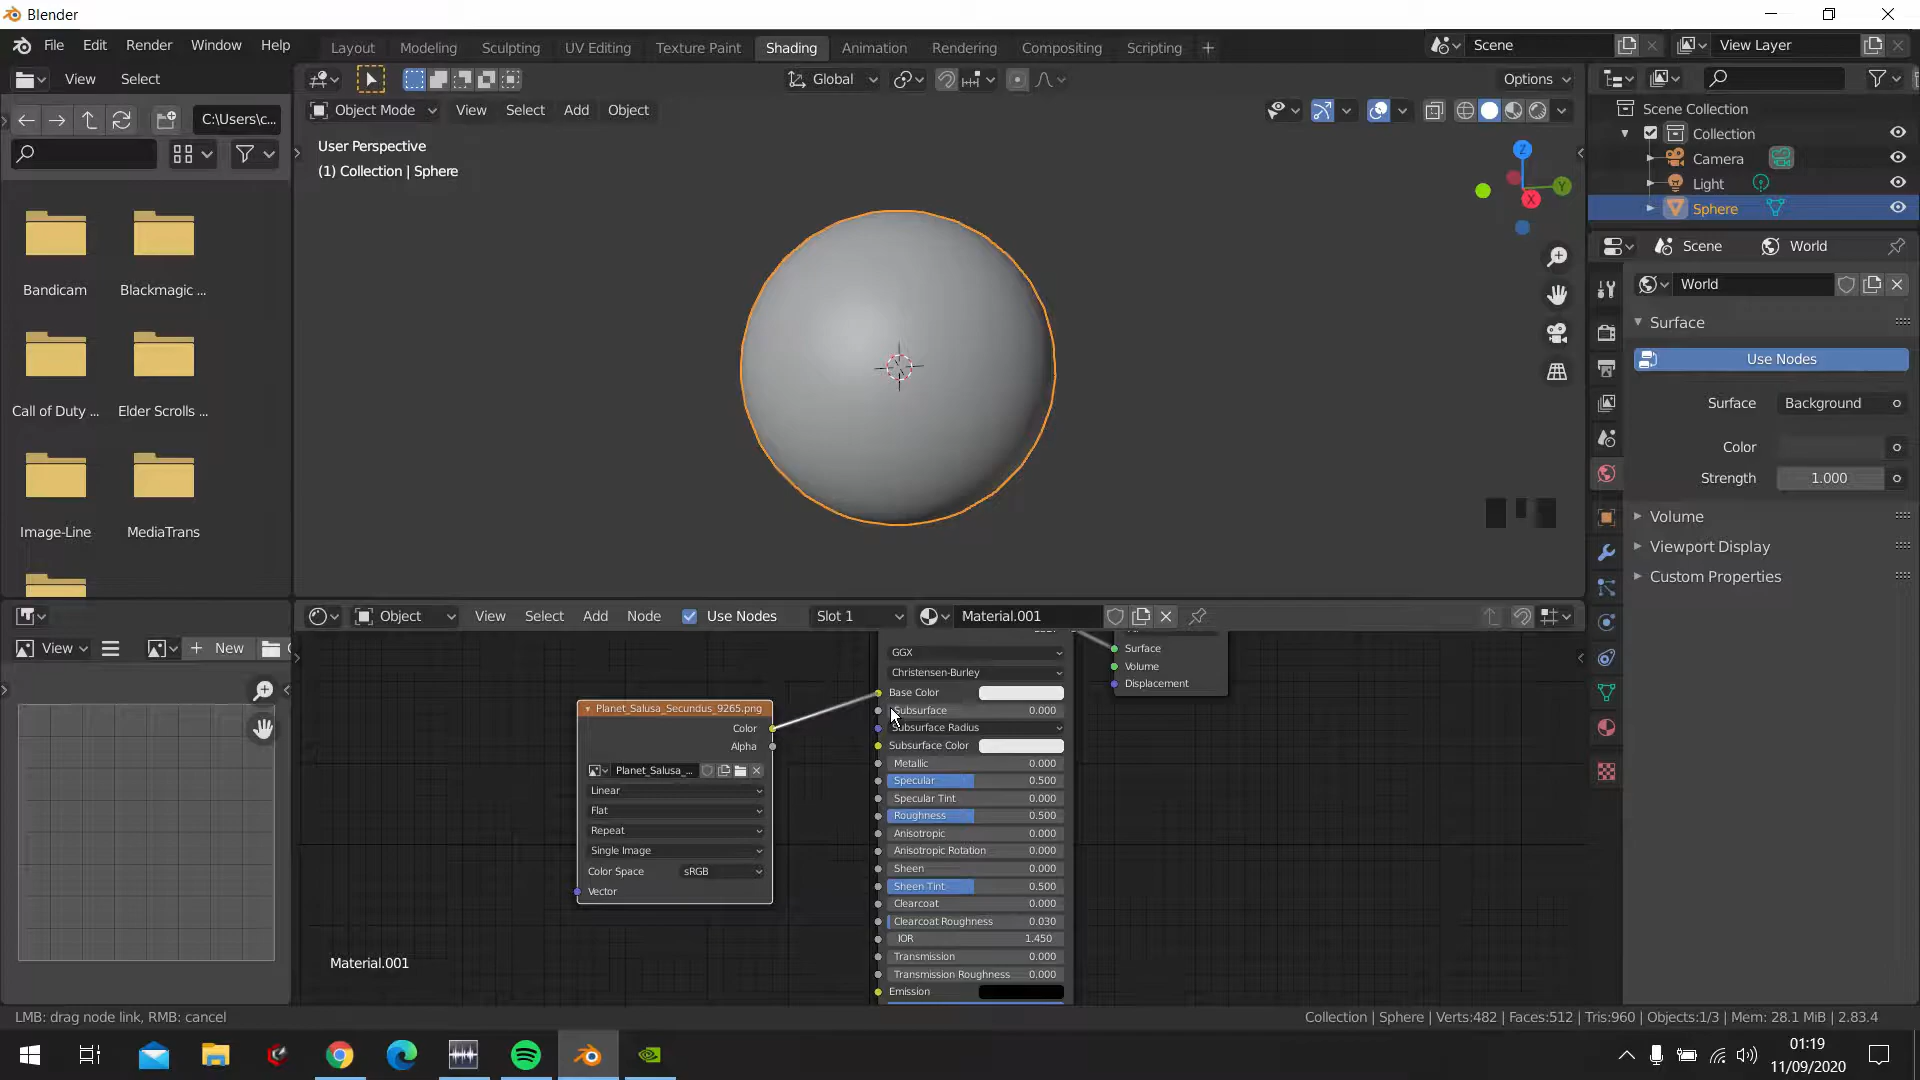 Blender
File Edit Render Window Help
Layout Modeling Sculpting UV Editing Texture Paint Shading Animation Rendering Compositing Scripting +
Scene
View Layer
View Select
Global
Options
C:\Users\c...
Object Mode View Select Add Object
User Perspective
(1) Collection | Sphere
Z
Y
X
Bandicam
Blackmagic ...
Call of Duty ...
Elder Scrolls ...
Image-Line
MediaTrans
Scene Collection
Collection
Camera
Light
Sphere
Scene World
World
Surface
Use Nodes
Surface Background
Color
Strength 1.000
Volume
Viewport Display
Custom Properties
View New
Object View Select Add Node Use Nodes Slot 1 Material.001
Planet_Salusa_Secundus_9265.png
Color
Alpha
Planet_Salusa_...
Linear
Flat
Repeat
Single Image
Color Space sRGB
Vector
GGX
Christensen-Burley
Base Color
Subsurface 0.000
Subsurface Radius
Subsurface Color
Metallic 0.000
Specular 0.500
Specular Tint 0.000
Roughness 0.500
Anisotropic 0.000
Anisotropic Rotation 0.000
Sheen 0.000
Sheen Tint 0.500
Clearcoat 0.000
Clearcoat Roughness 0.030
IOR 1.450
Transmission 0.000
Transmission Roughness 0.000
Emission
Surface
Volume
Displacement
Material.001
LMB: drag node link, RMB: cancel
Collection | Sphere | Verts:482 | Faces:512 | Tris:960 | Objects:1/3 | Mem: 28.1 MiB | 2.83.4
01:19
11/09/2020